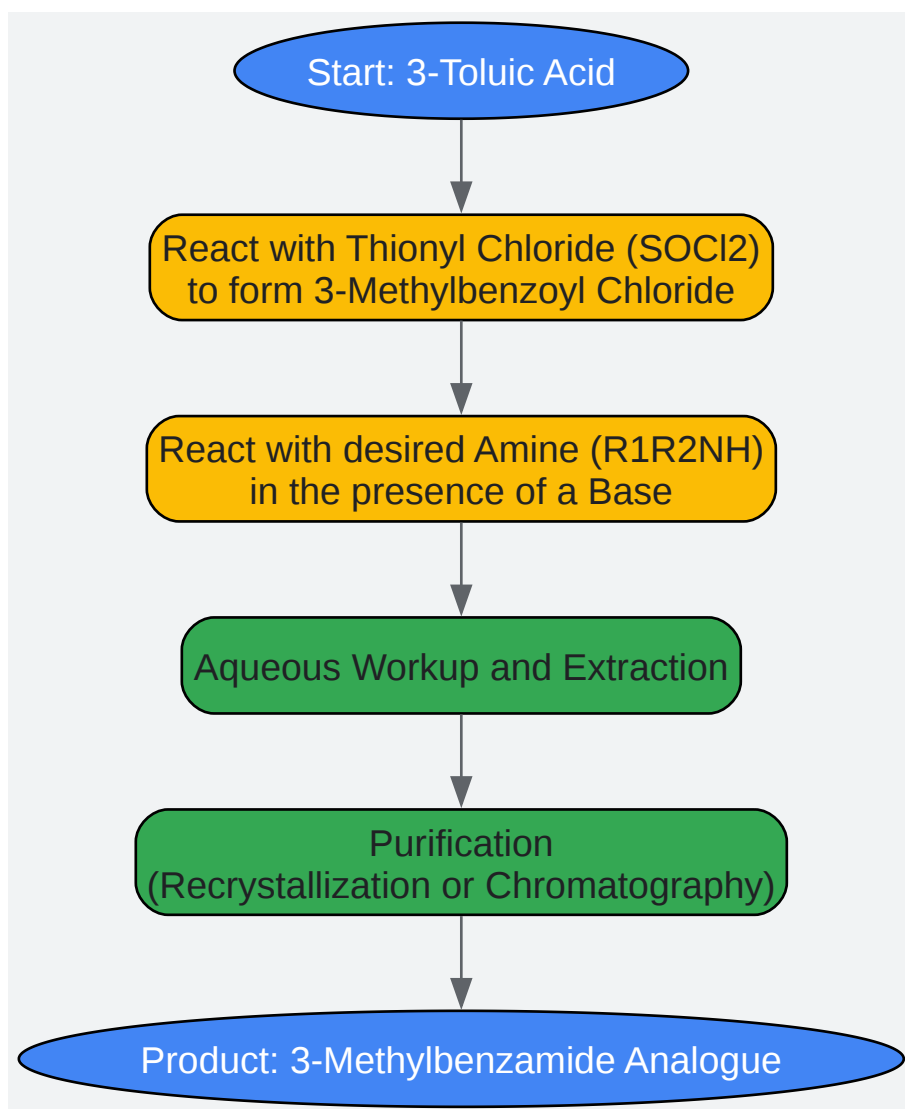 Start: 3-Toluic Acid
React with Thionyl Chloride (SOCl2)
to form 3-Methylbenzoyl Chloride
React with desired Amine (R1R2NH)
in the presence of a Base
Aqueous Workup and Extraction
Purification
(Recrystallization or Chromatography)
Product: 3-Methylbenzamide Analogue